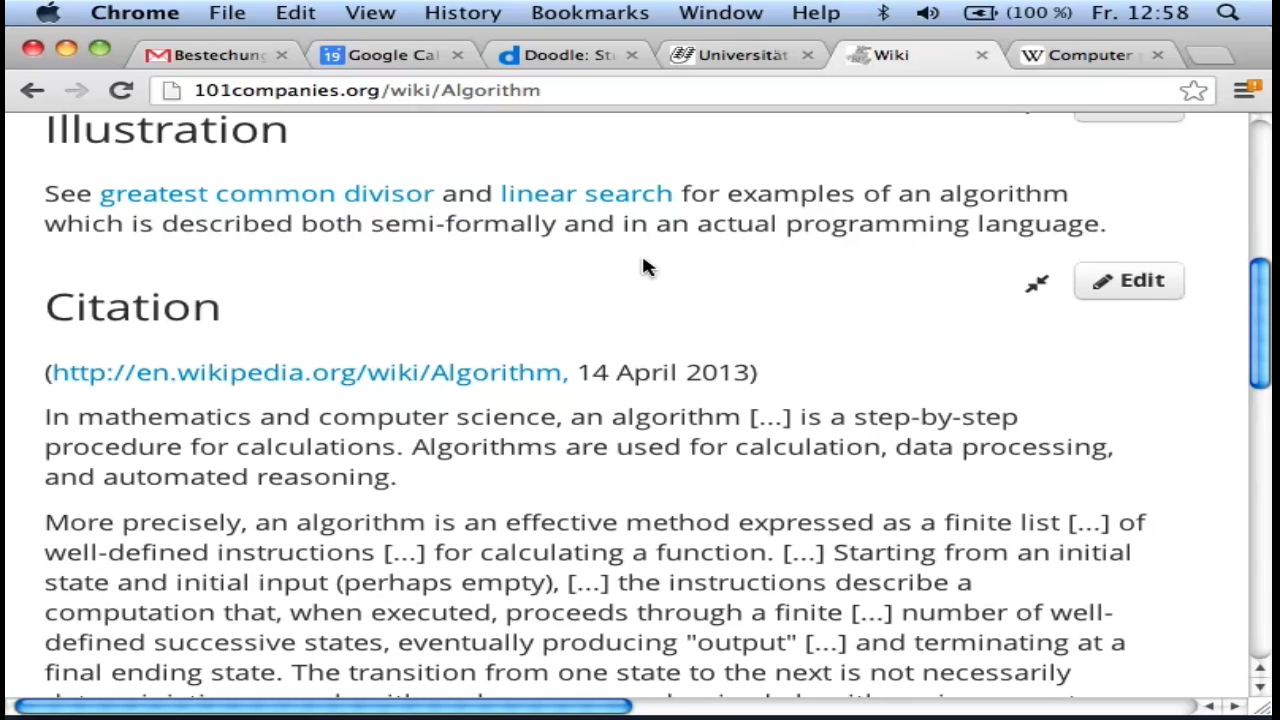 Chrome File Edit View History Bookmarks Window Help (100 %) Fr. 12:58
Bestechung 19 Google Cal Doodle: Stu Universität Wiki W Computer
101companies.org/wiki/Algorithm
Illustration
See greatest common divisor and linear search for examples of an algorithm
which is described both semi-formally and in an actual programming language.
Edit
Citation
(http://en.wikipedia.org/wiki/Algorithm, 14 April 2013)
In mathematics and computer science, an algorithm [...] is a step-by-step
procedure for calculations. Algorithms are used for calculation, data processing,
and automated reasoning.
More precisely, an algorithm is an effective method expressed as a finite list [...] of
well-defined instructions [...] for calculating a function. [...] Starting from an initial
state and initial input (perhaps empty), [...] the instructions describe a
computation that, when executed, proceeds through a finite [...] number of well-
defined successive states, eventually producing "output" [...] and terminating at a
final ending state. The transition from one state to the next is not necessarily